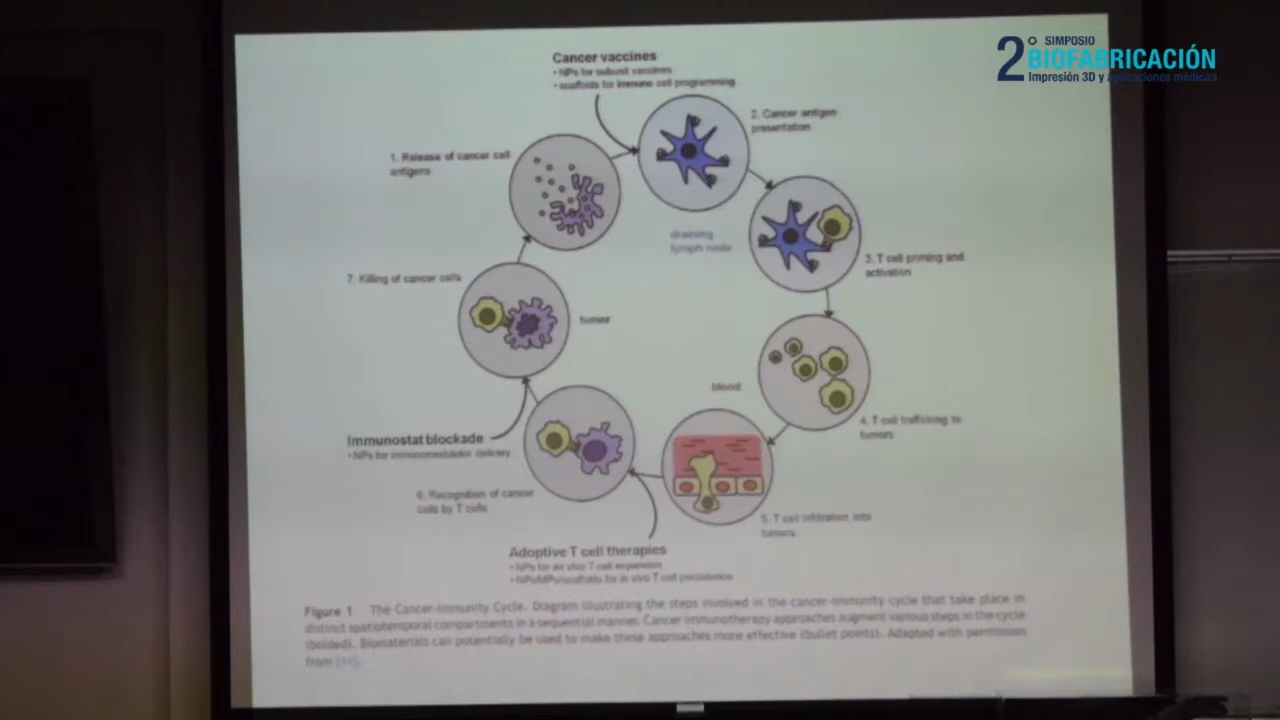 2° SIMPOSIO
BIOFABRICACIÓN
Impresión 3D y aplicaciones médicas
Cancer vaccines
• NPs for subunit vaccines
• scaffolds for immune cell programming
2. Cancer antigen
presentation
1. Release of cancer cell
antigens
draining
lymph node
3. T cell priming and
activation
7. Killing of cancer cells
tumor
blood
4. T cell trafficking to
tumors
Immunostat blockade
• NPs for immunomodulator delivery
6. Recognition of cancer
cells by T cells
5. T cell infiltration into
tumors
Adoptive T cell therapies
• NPs for ex vivo T cell expansion
• NPs/MPs/scaffolds for in vivo T cell persistence
Figure 1 The Cancer-Immunity Cycle. Diagram illustrating the steps involved in the cancer-immunity cycle that take place in
distinct spatiotemporal compartments in a sequential manner. Cancer immunotherapy approaches augment various steps in the cycle
(bolded). Biomaterials can potentially be used to make these approaches more effective (bullet points). Adapted with permission
from